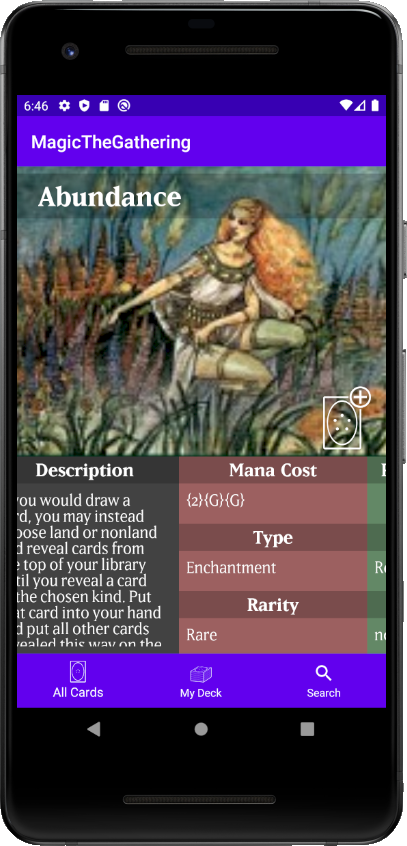 6:46
MagicTheGathering
Abundance
Description
you would draw a
rd, you may instead
oose land or nonland
d reveal cards from
e top of your library
til you reveal a card
the chosen kind. Put
at card into your hand
d put all other cards
vealed this way on the
Mana Cost
{2}{G}{G}
Type
Enchantment
Rarity
Rare
All Cards
My Deck
Search